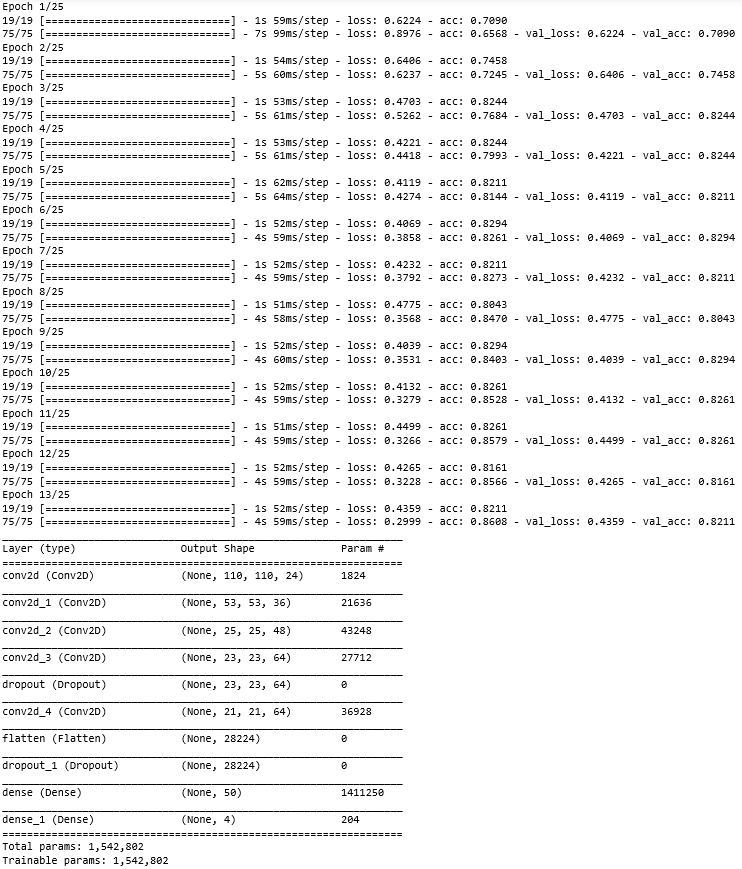 Epoch 1/25
19/19 [==============================] - 1s 59ms/step - loss: 0.6224 - acc: 0.7090
75/75 [==============================] - 7s 99ms/step - loss: 0.8976 - acc: 0.6568 - val_loss: 0.6224 - val_acc: 0.7090
Epoch 2/25
19/19 [==============================] - 1s 54ms/step - loss: 0.6406 - acc: 0.7458
75/75 [==============================] - 5s 60ms/step - loss: 0.6237 - acc: 0.7245 - val_loss: 0.6406 - val_acc: 0.7458
Epoch 3/25
19/19 [==============================] - 1s 53ms/step - loss: 0.4703 - acc: 0.8244
75/75 [==============================] - 5s 61ms/step - loss: 0.5262 - acc: 0.7684 - val_loss: 0.4703 - val_acc: 0.8244
Epoch 4/25
19/19 [==============================] - 1s 53ms/step - loss: 0.4221 - acc: 0.8244
75/75 [==============================] - 5s 61ms/step - loss: 0.4418 - acc: 0.7993 - val_loss: 0.4221 - val_acc: 0.8244
Epoch 5/25
19/19 [==============================] - 1s 62ms/step - loss: 0.4119 - acc: 0.8211
75/75 [==============================] - 5s 64ms/step - loss: 0.4274 - acc: 0.8144 - val_loss: 0.4119 - val_acc: 0.8211
Epoch 6/25
19/19 [==============================] - 1s 52ms/step - loss: 0.4069 - acc: 0.8294
75/75 [==============================] - 4s 59ms/step - loss: 0.3858 - acc: 0.8261 - val_loss: 0.4069 - val_acc: 0.8294
Epoch 7/25
19/19 [==============================] - 1s 52ms/step - loss: 0.4232 - acc: 0.8211
75/75 [==============================] - 4s 59ms/step - loss: 0.3792 - acc: 0.8273 - val_loss: 0.4232 - val_acc: 0.8211
Epoch 8/25
19/19 [==============================] - 1s 51ms/step - loss: 0.4775 - acc: 0.8043
75/75 [==============================] - 4s 58ms/step - loss: 0.3568 - acc: 0.8470 - val_loss: 0.4775 - val_acc: 0.8043
Epoch 9/25
19/19 [==============================] - 1s 52ms/step - loss: 0.4039 - acc: 0.8294
75/75 [==============================] - 4s 60ms/step - loss: 0.3531 - acc: 0.8403 - val_loss: 0.4039 - val_acc: 0.8294
Epoch 10/25
19/19 [==============================] - 1s 52ms/step - loss: 0.4132 - acc: 0.8261
75/75 [==============================] - 4s 59ms/step - loss: 0.3279 - acc: 0.8528 - val_loss: 0.4132 - val_acc: 0.8261
Epoch 11/25
19/19 [==============================] - 1s 51ms/step - loss: 0.4499 - acc: 0.8261
75/75 [==============================] - 4s 59ms/step - loss: 0.3266 - acc: 0.8579 - val_loss: 0.4499 - val_acc: 0.8261
Epoch 12/25
19/19 [==============================] - 1s 52ms/step - loss: 0.4265 - acc: 0.8161
75/75 [==============================] - 4s 59ms/step - loss: 0.3228 - acc: 0.8566 - val_loss: 0.4265 - val_acc: 0.8161
Epoch 13/25
19/19 [==============================] - 1s 52ms/step - loss: 0.4359 - acc: 0.8211
75/75 [==============================] - 4s 59ms/step - loss: 0.2999 - acc: 0.8608 - val_loss: 0.4359 - val_acc: 0.8211
_________________________________________________________________
Layer (type)                 Output Shape              Param #
=================================================================
conv2d (Conv2D)              (None, 110, 110, 24)      1824
_________________________________________________________________
conv2d_1 (Conv2D)            (None, 53, 53, 36)        21636
_________________________________________________________________
conv2d_2 (Conv2D)            (None, 25, 25, 48)        43248
_________________________________________________________________
conv2d_3 (Conv2D)            (None, 23, 23, 64)        27712
_________________________________________________________________
dropout (Dropout)            (None, 23, 23, 64)        0
_________________________________________________________________
conv2d_4 (Conv2D)            (None, 21, 21, 64)        36928
_________________________________________________________________
flatten (Flatten)            (None, 28224)             0
_________________________________________________________________
dropout_1 (Dropout)          (None, 28224)             0
_________________________________________________________________
dense (Dense)                (None, 50)                1411250
_________________________________________________________________
dense_1 (Dense)              (None, 4)                 204
=================================================================
Total params: 1,542,802
Trainable params: 1,542,802